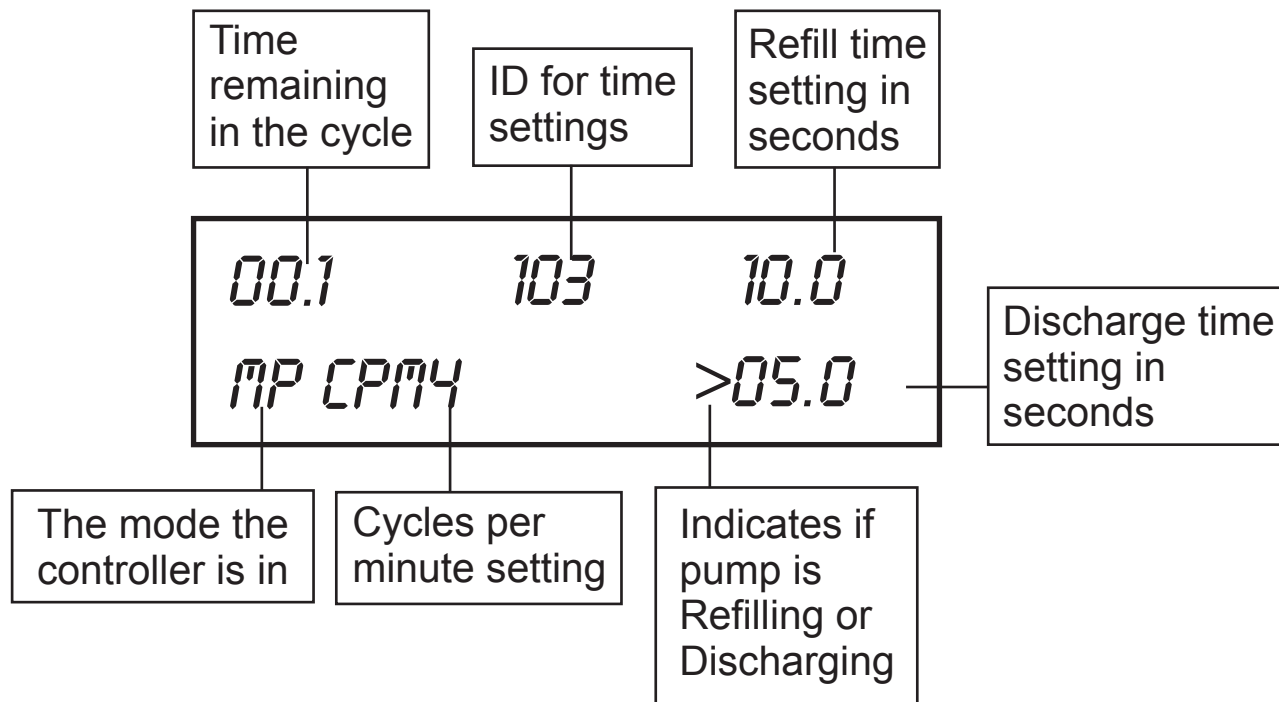 Time
remaining
in the cycle
ID for time
settings
Refill time
setting in
seconds
00.1 103 10.0
MP CPM4 >05.0
Discharge time
setting in
seconds
The mode the
controller is in
Cycles per
minute setting
Indicates if
pump is
Refilling or
Discharging